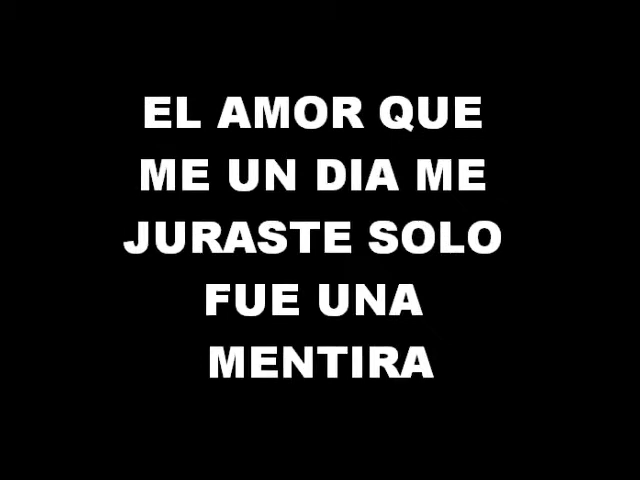 EL AMOR QUE
ME UN DIA ME
JURASTE SOLO
FUE UNA
MENTIRA